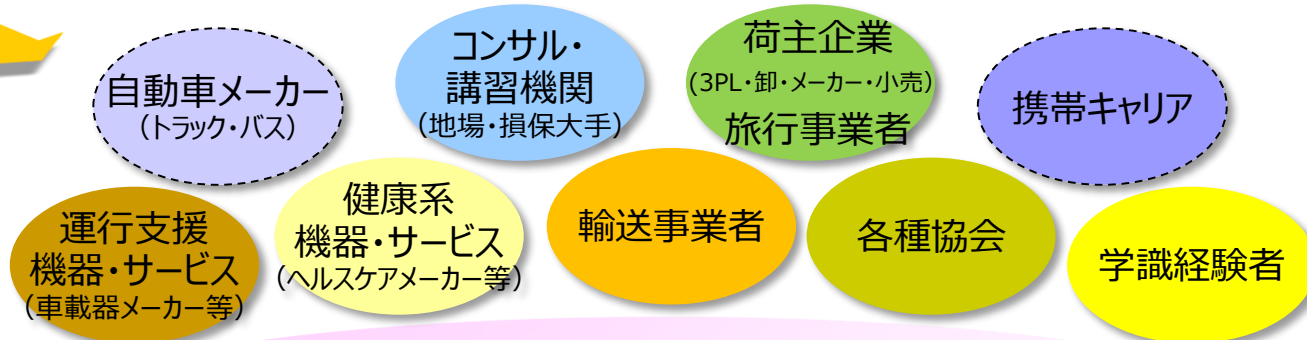 自動車メーカー
（トラック・バス）
コンサル・
講習機関
（地場・損保大手）
荷主企業
（3PL・卸・メーカー・小売）
旅行事業者
携帯キャリア
運行支援
機器・サービス
（車載器メーカー等）
健康系
機器・サービス
（ヘルスケアメーカー等）
輸送事業者
各種協会
学識経験者